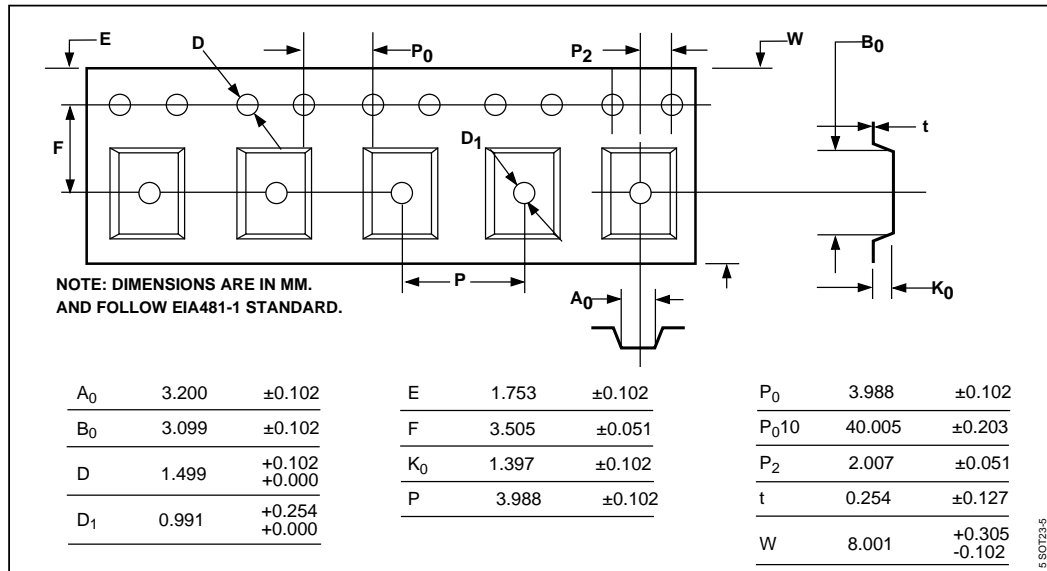 E
D
P0
P2
W
B0
t
F
D1
NOTE: DIMENSIONS ARE IN MM.
AND FOLLOW EIA481-1 STANDARD.
P
A0
K0
A0 3.200 ±0.102
B0 3.099 ±0.102
D 1.499 +0.102
+0.000
D1 0.991 +0.254
+0.000
E 1.753 ±0.102
F 3.505 ±0.051
K0 1.397 ±0.102
P 3.988 ±0.102
P0 3.988 ±0.102
P010 40.005 ±0.203
P2 2.007 ±0.051
t 0.254 ±0.127
W 8.001 +0.305
-0.102
5 SOT23-5